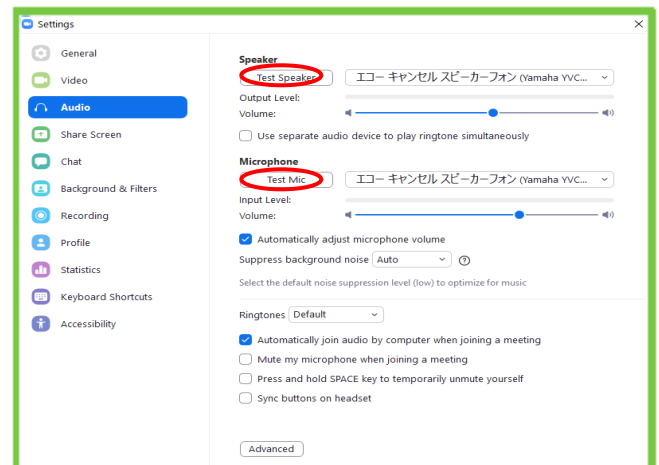 Settings
General
Video
Audio
Share Screen
Chat
Background & Filters
Recording
Profile
Statistics
Keyboard Shortcuts
Accessibility
Speaker
Test Speaker エコー キャンセル スピーカーフォン (Yamaha YVC...
Output Level:
Volume:
Use separate audio device to play ringtone simultaneously
Microphone
Test Mic エコー キャンセル スピーカーフォン (Yamaha YVC...
Input Level:
Volume:
Automatically adjust microphone volume
Suppress background noise Auto
Select the default noise suppression level (low) to optimize for music
Ringtones Default
Automatically join audio by computer when joining a meeting
Mute my microphone when joining a meeting
Press and hold SPACE key to temporarily unmute yourself
Sync buttons on headset
Advanced